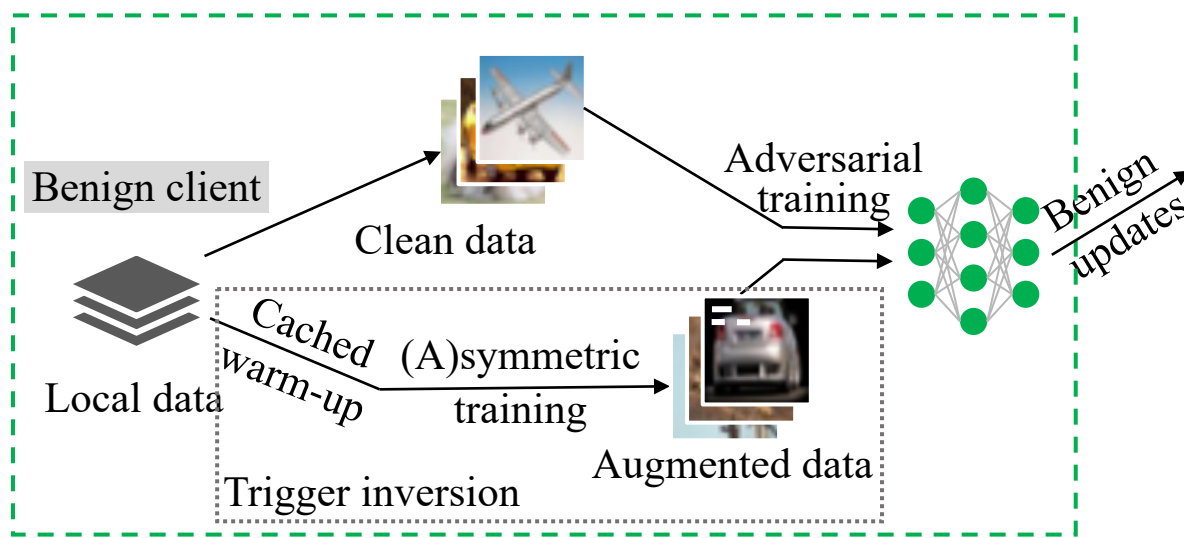 Benign client
Clean data
Adversarial
training
Benign
updates
Local data
Cached
warm-up
(A)symmetric
training
Augmented data
Trigger inversion